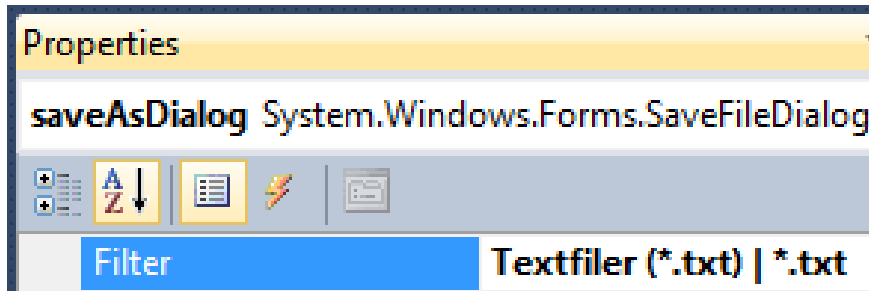 Properties
saveAsDialog System.Windows.Forms.SaveFileDialog
A
Z
Filter Textfiler (*.txt) | *.txt